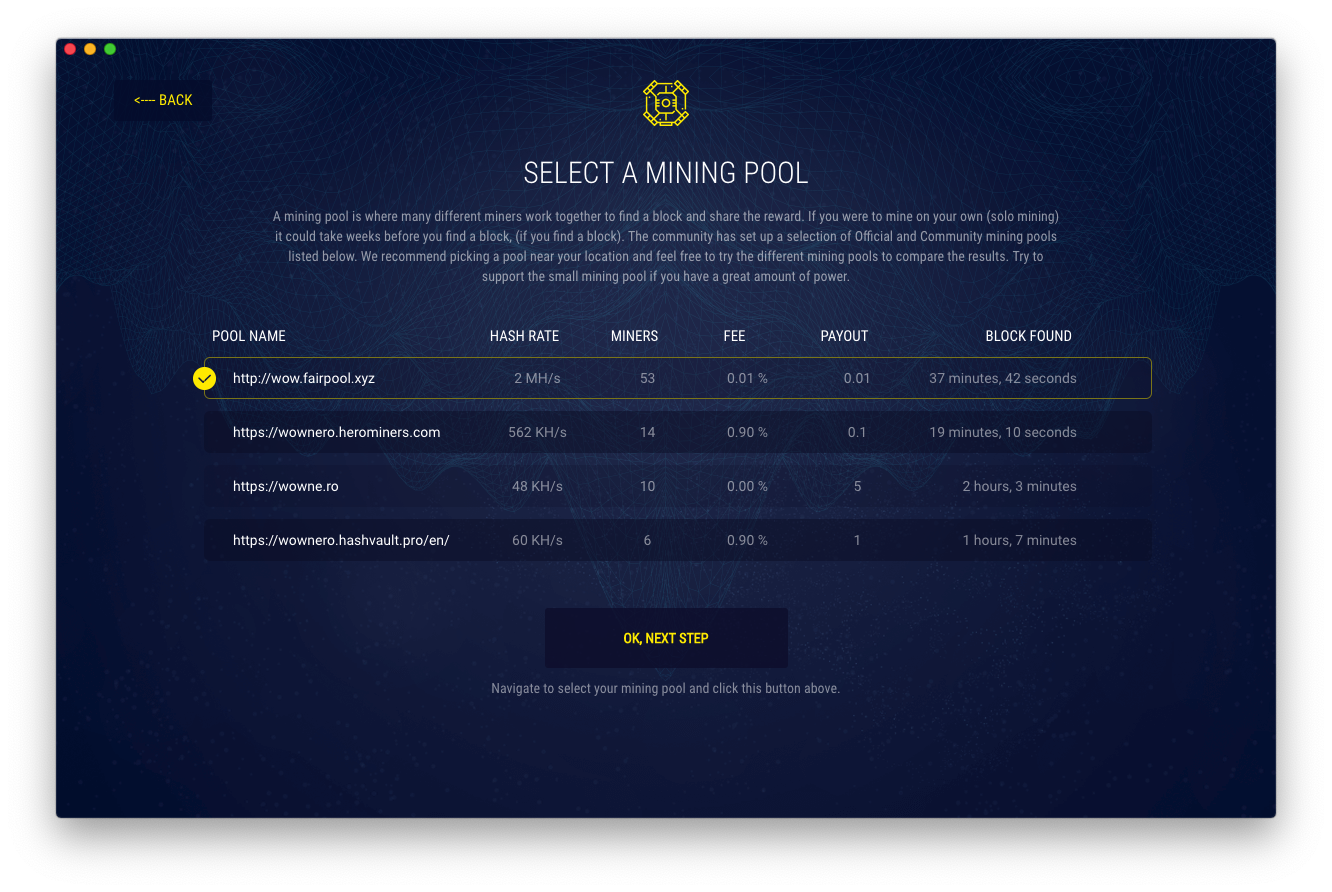 <---- BACK
SELECT A MINING POOL
A mining pool is where many different miners work together to find a block and share the reward. If you were to mine on your own (solo mining)
it could take weeks before you find a block, (if you find a block). The community has set up a selection of Official and Community mining pools
listed below. We recommend picking a pool near your location and feel free to try the different mining pools to compare the results. Try to
support the small mining pool if you have a great amount of power.
POOL NAME HASH RATE MINERS FEE PAYOUT BLOCK FOUND
http://wow.fairpool.xyz 2 MH/s 53 0.01 % 0.01 37 minutes, 42 seconds
https://wownero.herominers.com 562 KH/s 14 0.90 % 0.1 19 minutes, 10 seconds
https://wowne.ro 48 KH/s 10 0.00 % 5 2 hours, 3 minutes
https://wownero.hashvault.pro/en/ 60 KH/s 6 0.90 % 1 1 hours, 7 minutes
OK, NEXT STEP
Navigate to select your mining pool and click this button above.